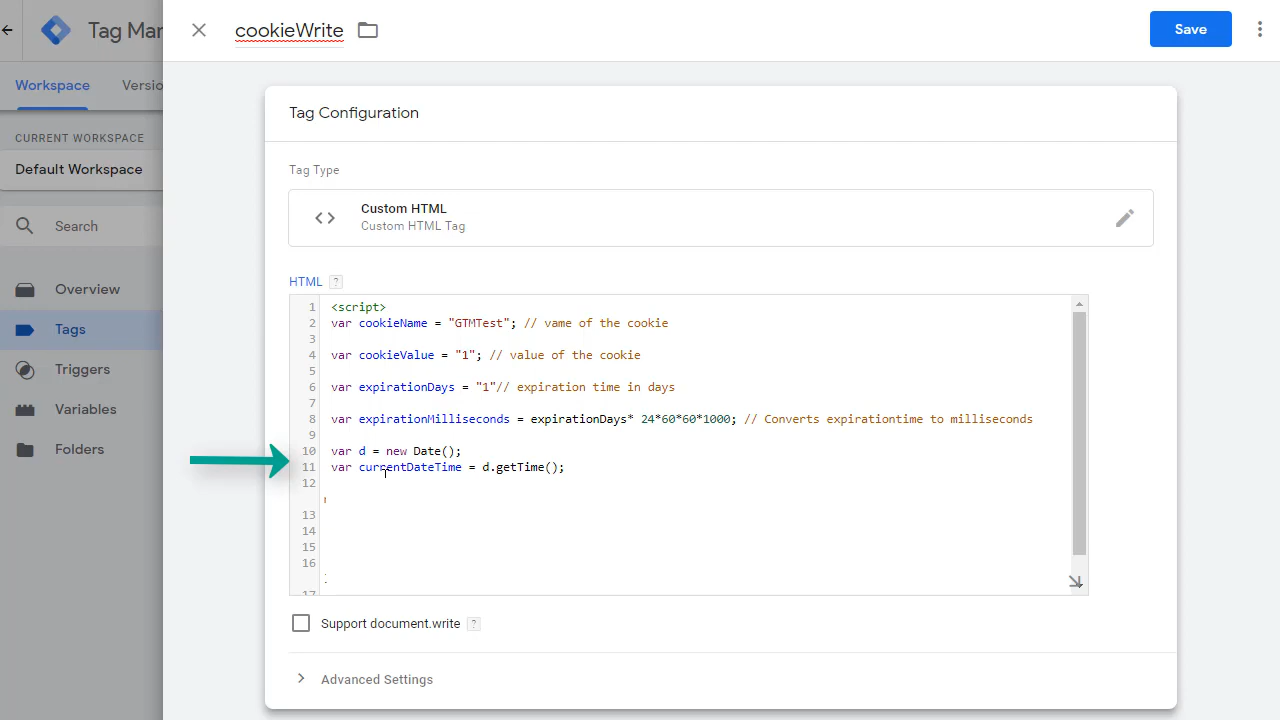 Tag Mar
cookieWrite
Save
Workspace
Versio
CURRENT WORKSPACE
Default Workspace
Search
Overview
Tags
Triggers
Variables
Folders
Tag Configuration
Tag Type
Custom HTML
Custom HTML Tag
HTML ?
1 <script>
2 var cookieName = "GTMTest"; // vame of the cookie
3
4 var cookieValue = "1"; // value of the cookie
5
6 var expirationDays = "1"// expiration time in days
7
8 var expirationMilliseconds = expirationDays* 24*60*60*1000; // Converts expirationtime to milliseconds
9
10 var d = new Date();
11 var currentDateTime = d.getTime();
12
13
14
15
16
17
Support document.write ?
Advanced Settings